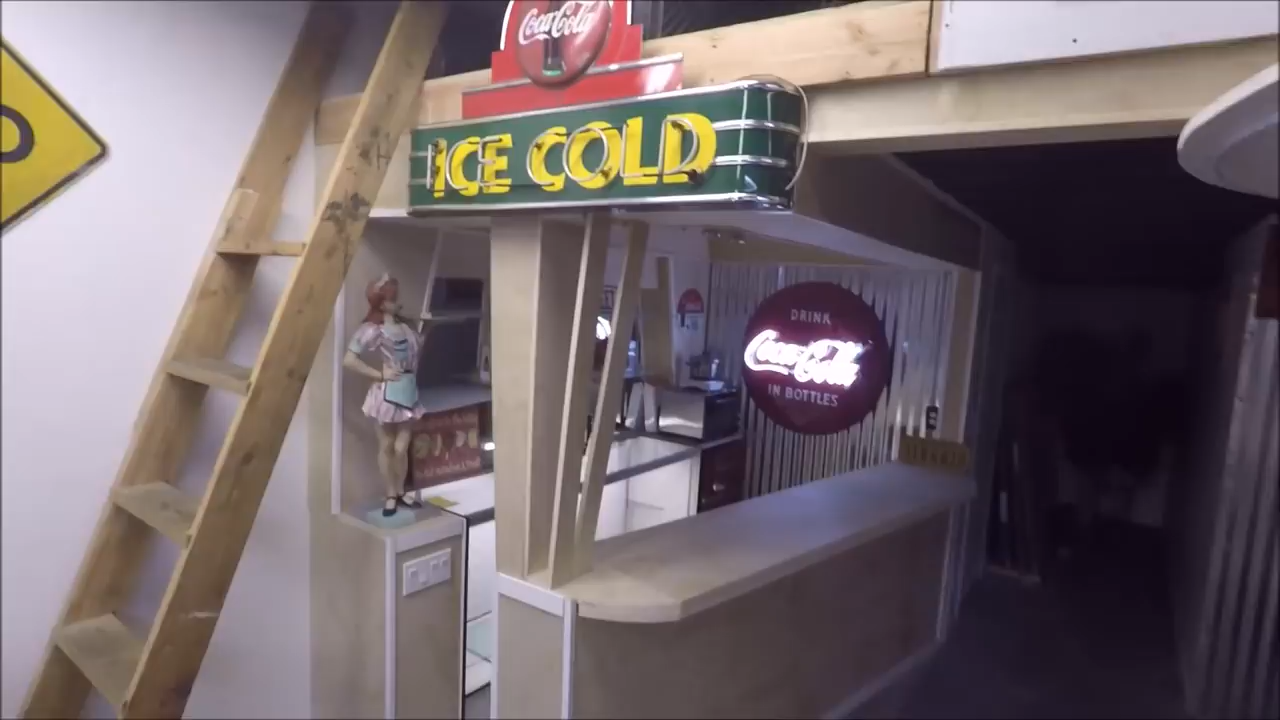 Coca-Cola
ICE COLD
DRINK
Coca-Cola
IN BOTTLES